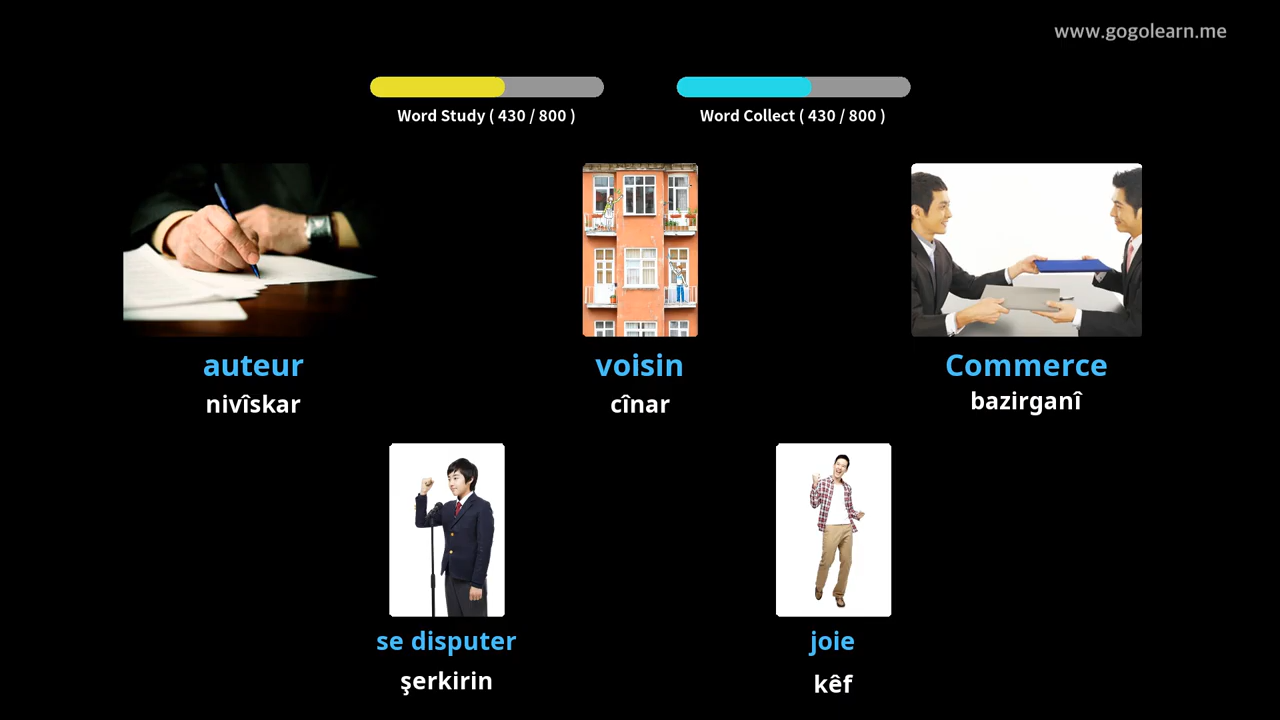 www.gogolearn.me
Word Study ( 430 / 800 )
Word Collect ( 430 / 800 )
auteur
nivîskar
voisin
cînar
Commerce
bazirganî
se disputer
şerkirin
joie
kêf